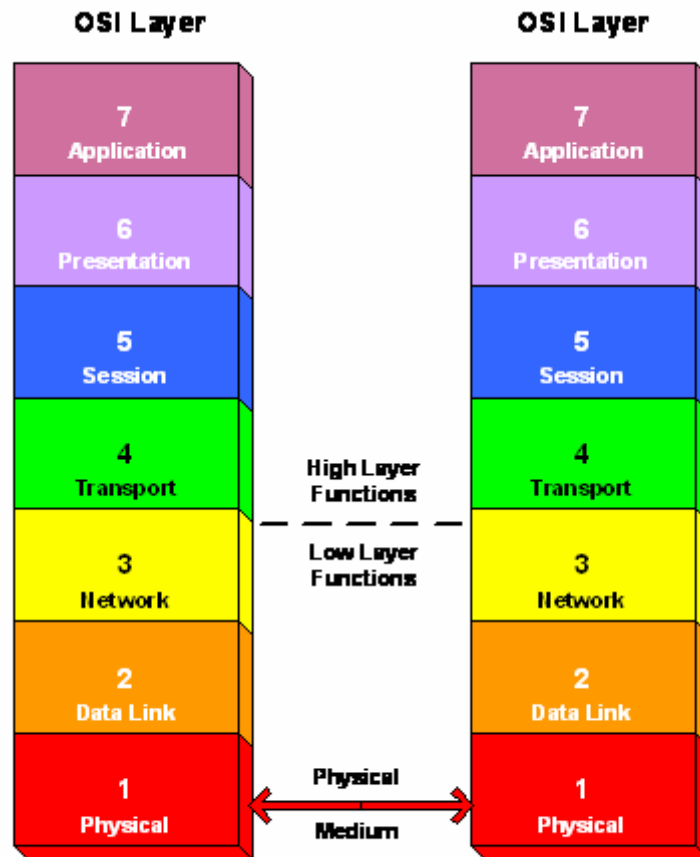 OSI Layer
OSI Layer
7
Application
7
Application
6
Presentation
6
Presentation
5
Session
5
Session
4
Transport
High Layer
Functions
4
Transport
3
Network
Low Layer
Functions
3
Network
2
Data Link
2
Data Link
1
Physical
Physical
Medium
1
Physical